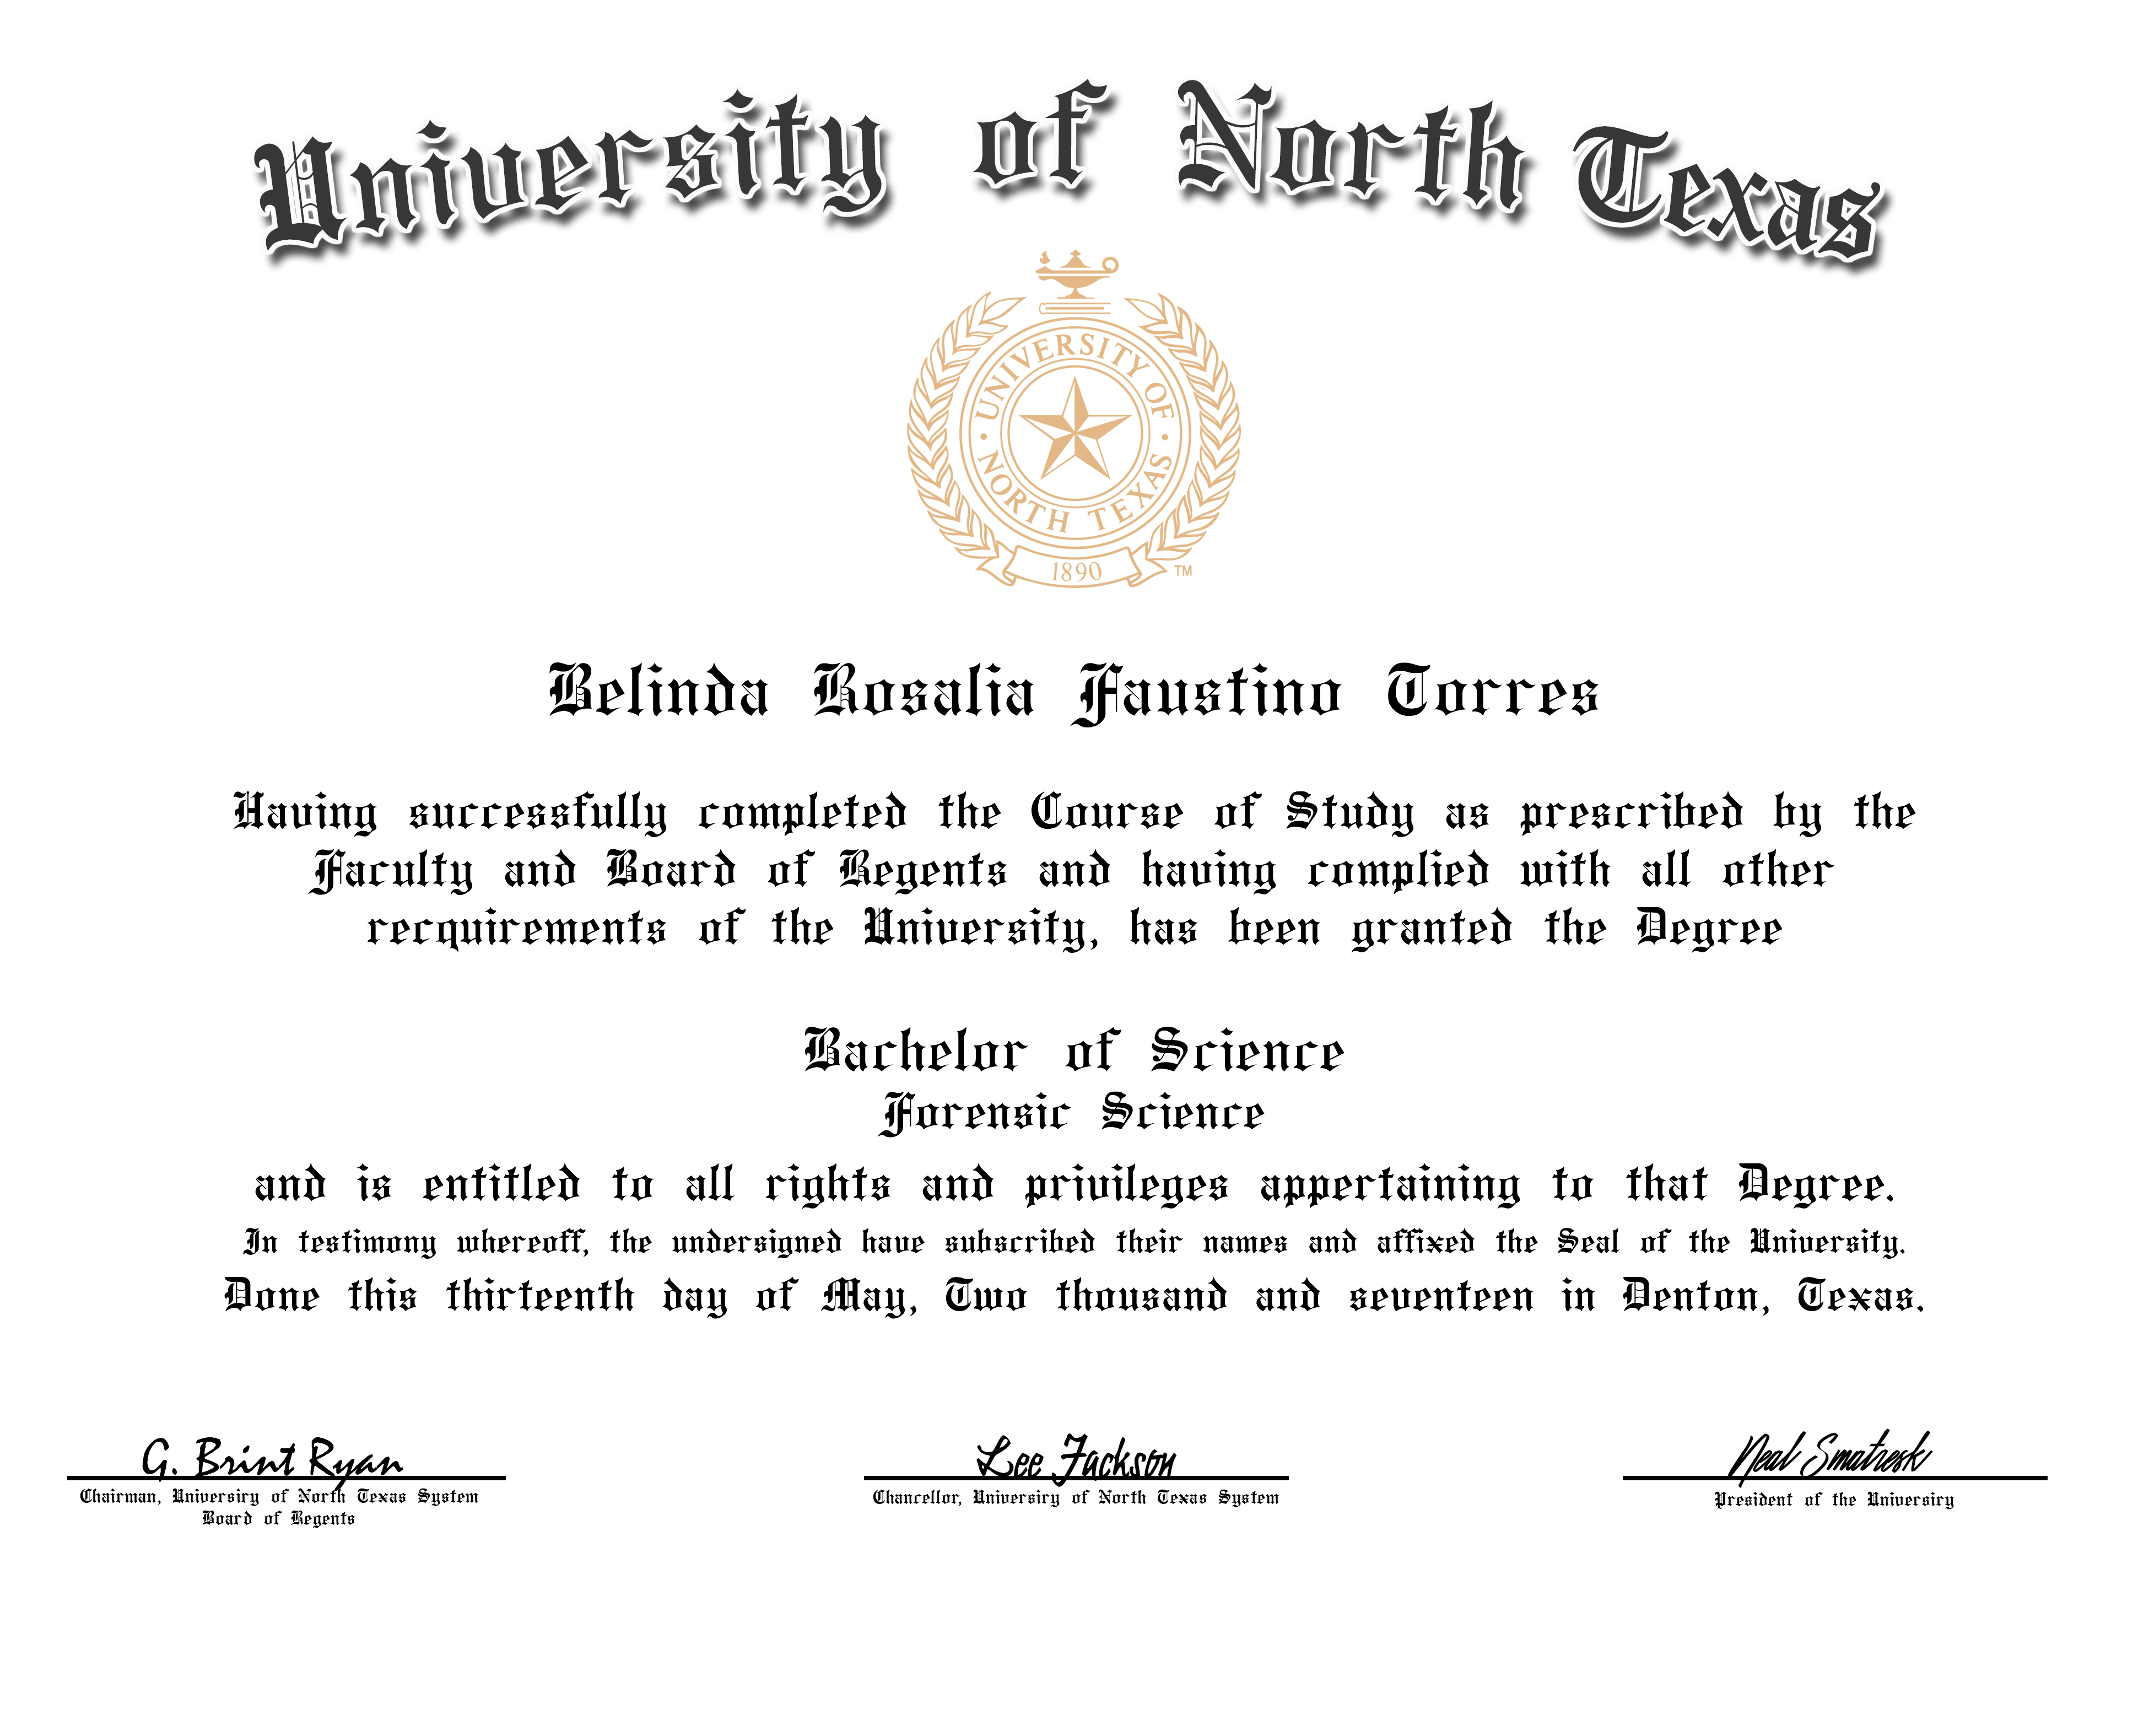 University of North Texas
UNIVERSITY OF
NORTH TEXAS
1890
TM
Belinda Rosalia Faustino Torres
Having successfully completed the Course of Study as prescribed by the
Faculty and Board of Regents and having complied with all other
recquirements of the University, has been granted the Degree
Bachelor of Science
Forensic Science
and is entitled to all rights and privileges appertaining to that Degree.
In testimony whereoff, the undersigned have subscribed their names and affixed the Seal of the University.
Done this thirteenth day of May, Two thousand and seventeen in Denton, Texas.
G. Brint Ryan
Chairman, Universiry of North Texas System
Board of Regents
Lee Jackson
Chancellor, Universiry of North Texas System
Neal Smatresk
President of the Universiry